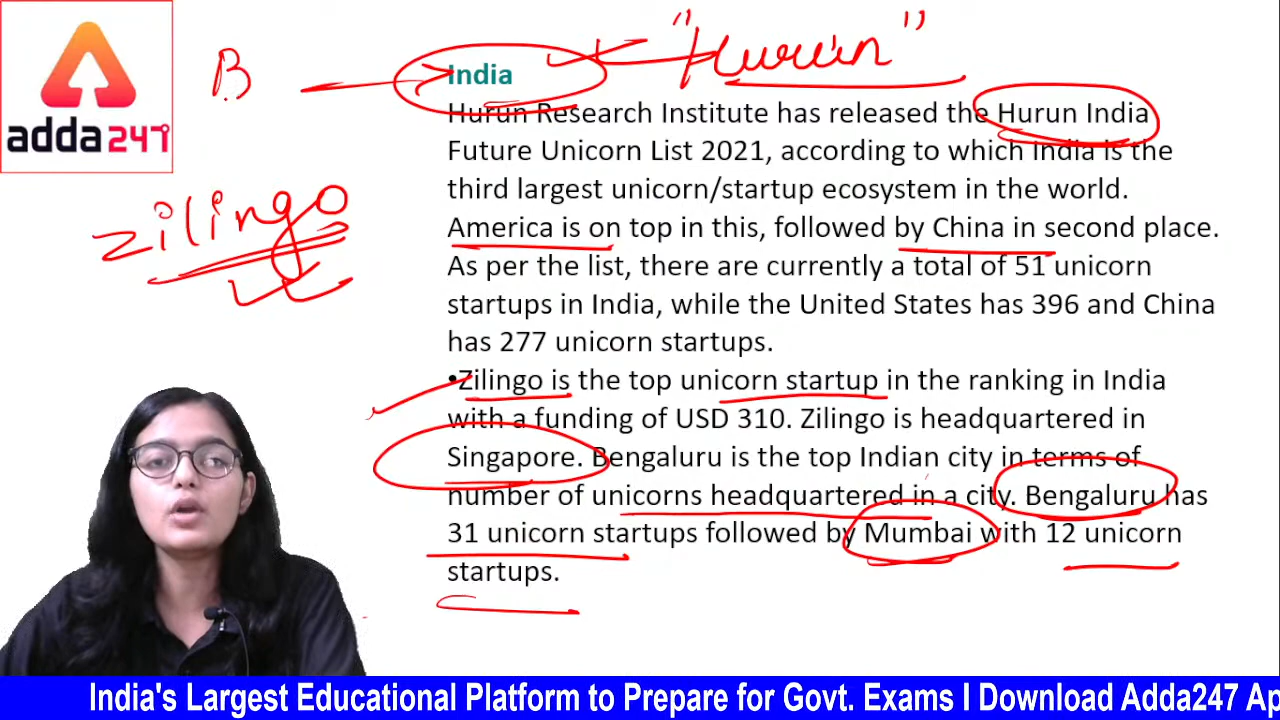 "Hurun"
B
India
Hurun Research Institute has released the Hurun India
Future Unicorn List 2021, according to which India is the
third largest unicorn/startup ecosystem in the world.
America is on top in this, followed by China in second place.
As per the list, there are currently a total of 51 unicorn
startups in India, while the United States has 396 and China
has 277 unicorn startups.
•Zilingo is the top unicorn startup in the ranking in India
with a funding of USD 310. Zilingo is headquartered in
Singapore. Bengaluru is the top Indian city in terms of
number of unicorns headquartered in a city. Bengaluru has
31 unicorn startups followed by Mumbai with 12 unicorn
startups.
adda247
Zilingo
India's Largest Educational Platform to Prepare for Govt. Exams I Download Adda247 Ap